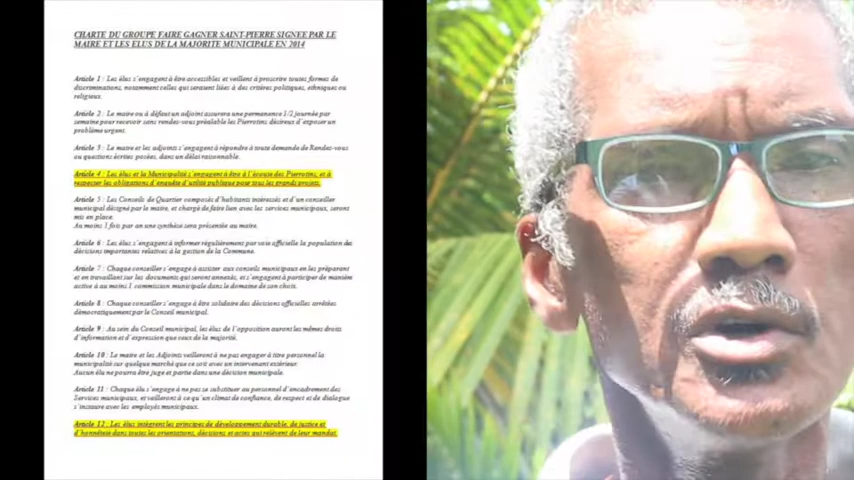 CHARTE DU GROUPE FAIRE GAGNER SAINT-PIERRE SIGNEE PAR LE
MAIRE ET LES ELUS DE LA MAJORITE MUNICIPALE EN 2014
Article 1 : Les élus s'engagent à être accessibles et veillent à proscrire toutes formes de
discriminations, notamment celles qui seraient liées à des critères politiques, ethniques ou
religieux.
Article 2 : Le maire ou à défaut un adjoint assurera une permanence 1/2 journée par
semaine pour recevoir sans rendez-vous préalable les Pierrotins désireux d'exposer un
problème urgent.
Article 3 : Le maire et les adjoints s'engagent à répondre à toute demande de Rendez-vous
ou questions écrites posées, dans un délai raisonnable.
Article 4 : Les élus et la Municipalité s'engagent à être à l'écoute des Pierrotins, et à
respecter les obligations d'enquête d'utilité publique pour tous les grands projets.
Article 5 : Les Conseils de Quartier composés d'habitants intéressés et d'un conseiller
municipal désigné par le maire, et chargé de faire lien avec les services municipaux, seront
mis en place.
Au moins 1 fois par an une synthèse sera présentée au maire.
Article 6 : Les élus s'engagent à informer régulièrement par voie officielle la population des
décisions importantes relatives à la gestion de la Commune.
Article 7 : Chaque conseiller s'engage à assister aux conseils municipaux en les préparant
et en travaillant sur les documents qui seront annexés, et s'engagent à participer de manière
active à au moins 1 commission municipale dans le domaine de son choix.
Article 8 : Chaque conseiller s'engage à être solidaire des décisions officielles arrêtées
démocratiquement par le Conseil municipal.
Article 9 : Au sein du Conseil municipal, les élus de l'opposition auront les mêmes droits
d'information et d'expression que ceux de la majorité.
Article 10 : Le maire et les Adjoints veilleront à ne pas engager à titre personnel la
municipalité sur quelque marché que ce soit avec un intervenant extérieur.
Aucun élu ne pourra être juge et partie dans une décision municipale.
Article 11 : Chaque élu s'engage à ne pas se substituer au personnel d'encadrement des
Services municipaux, et veilleront à ce qu'un climat de confiance, de respect et de dialogue
s'instaure avec les employés municipaux.
Article 12 : Les élus intègrent les principes de développement durable, de justice et
d'honnêteté dans toutes les orientations, décisions et actes qui relèvent de leur mandat.